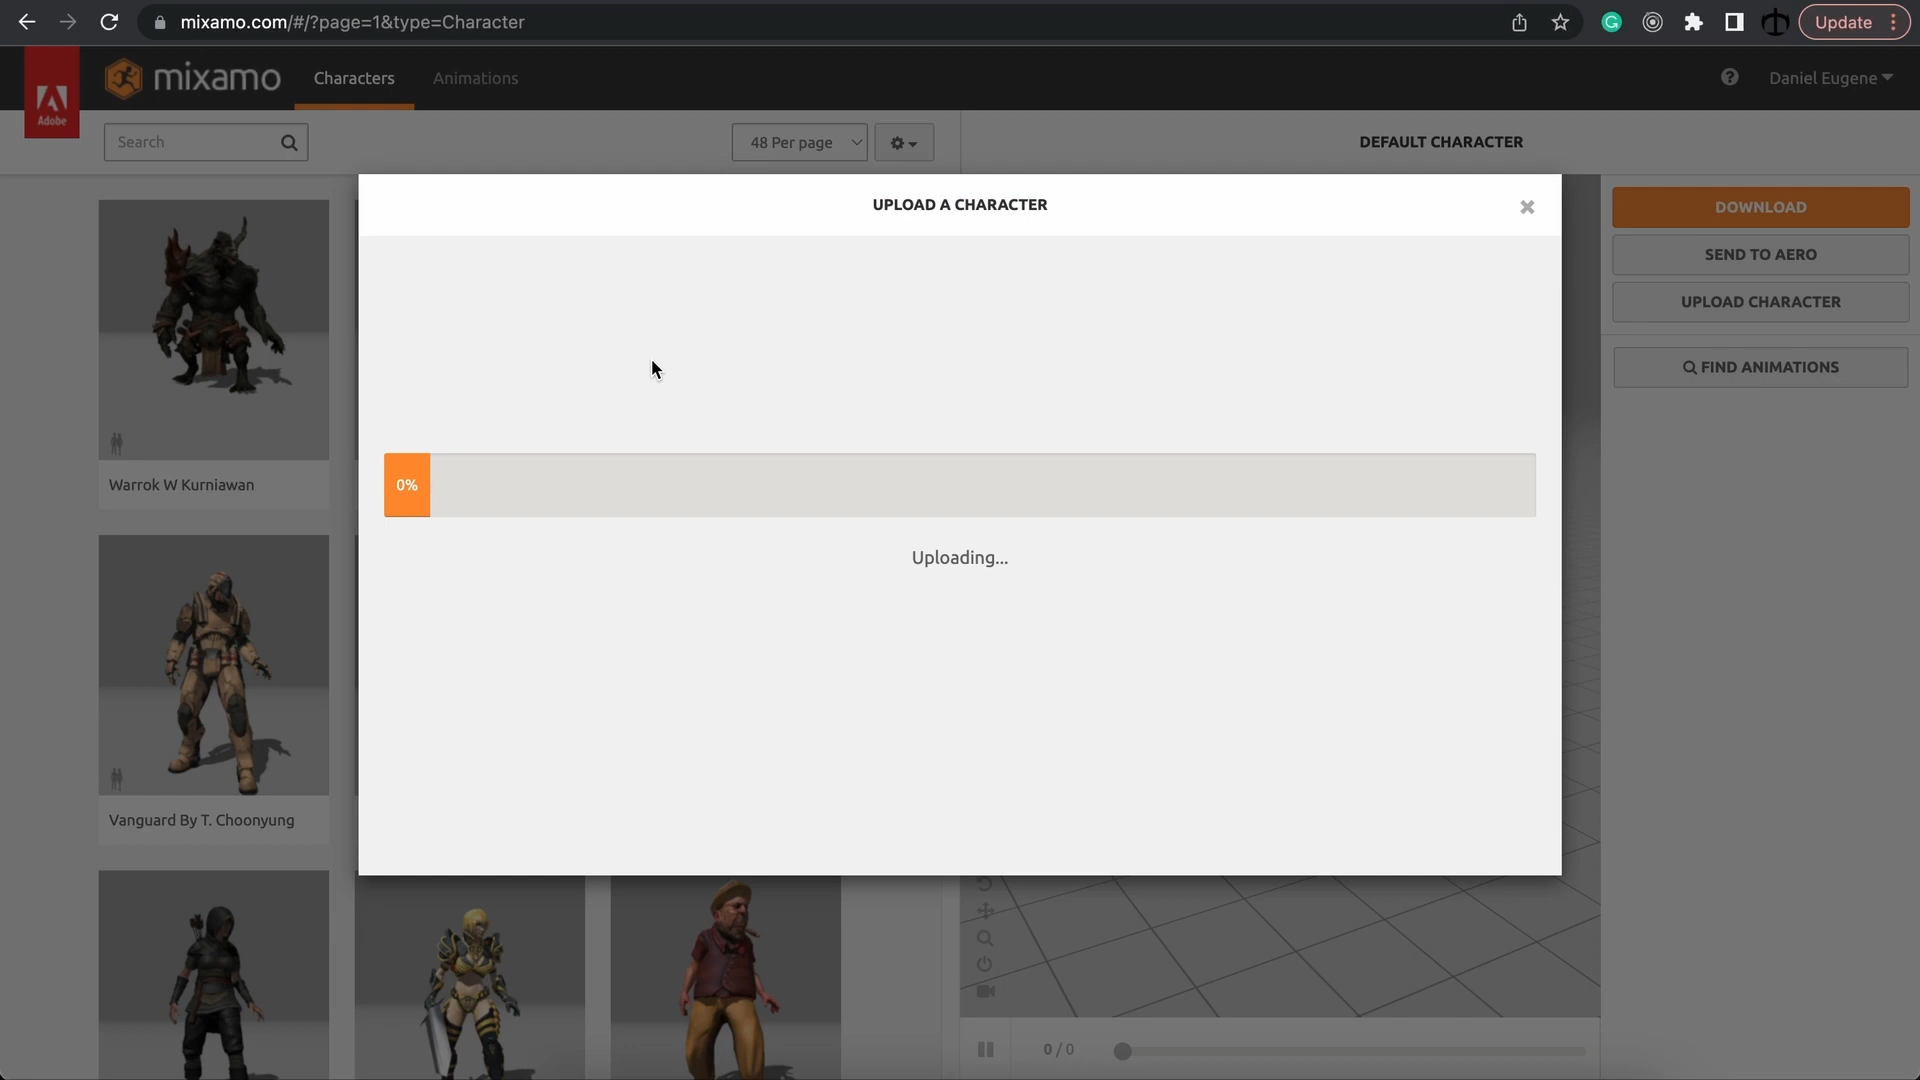 mixamo.com/#/?page=1&type=Character
Update
Adobe
mixamo
Characters
Animations
Daniel Eugene
Search
48 Per page
DEFAULT CHARACTER
UPLOAD A CHARACTER
DOWNLOAD
SEND TO AERO
UPLOAD CHARACTER
FIND ANIMATIONS
0%
Uploading...
Warrok W Kurniawan
Vanguard By T. Choonyung
0 / 0